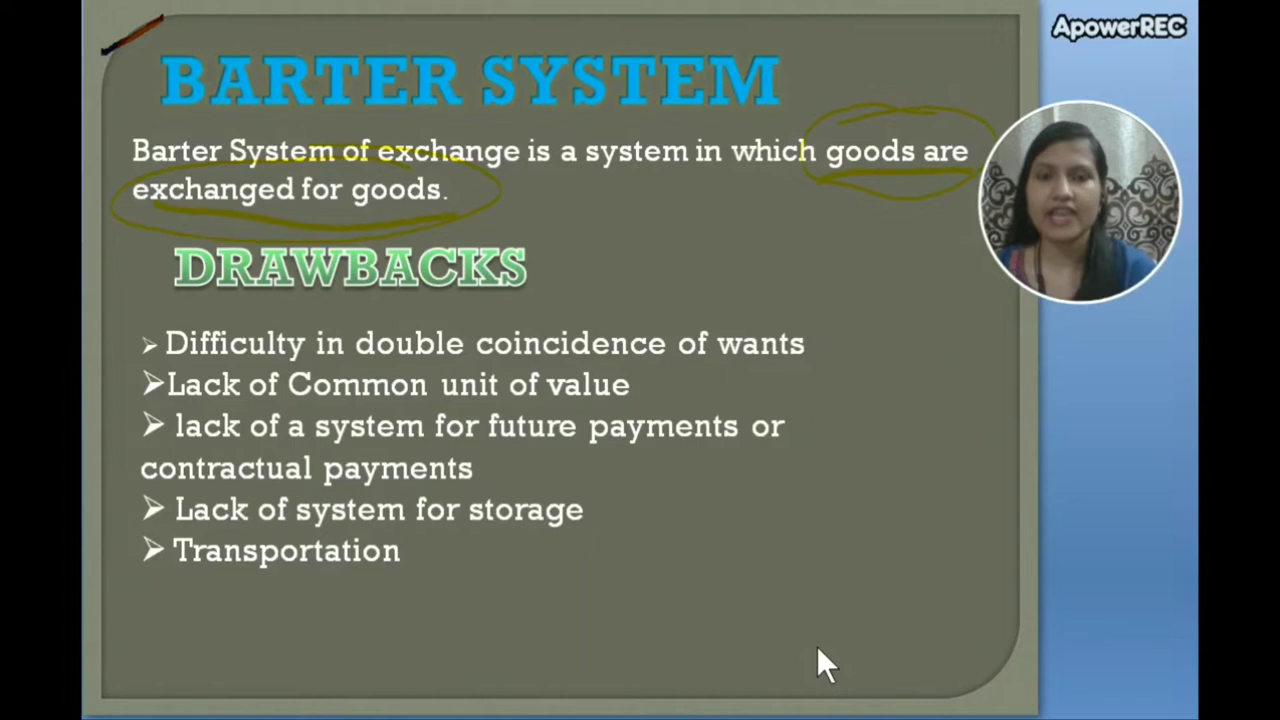 ApowerREC
BARTER SYSTEM
Barter System of exchange is a system in which goods are
exchanged for goods.
DRAWBACKS
➢ Difficulty in double coincidence of wants
➢Lack of Common unit of value
➢ lack of a system for future payments or
contractual payments
➢ Lack of system for storage
➢ Transportation